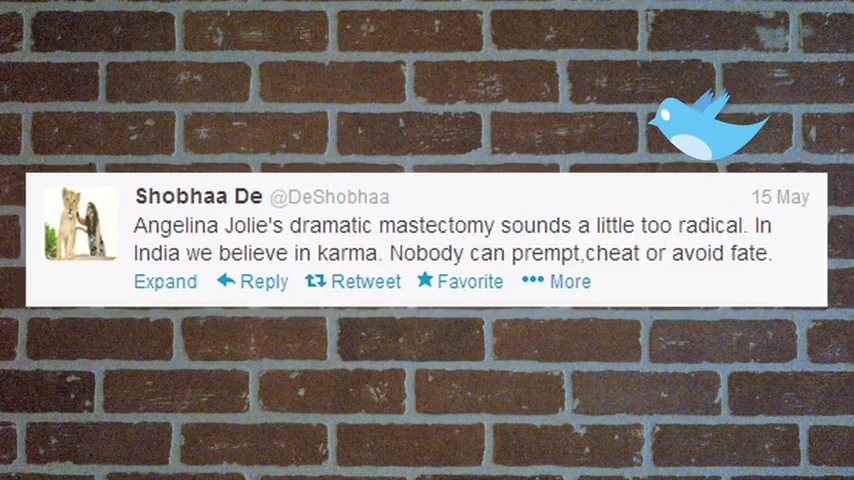 Shobhaa De @DeShobhaa 15 May
Angelina Jolie's dramatic mastectomy sounds a little too radical. In
India we believe in karma. Nobody can prempt,cheat or avoid fate.
Expand Reply Retweet Favorite More